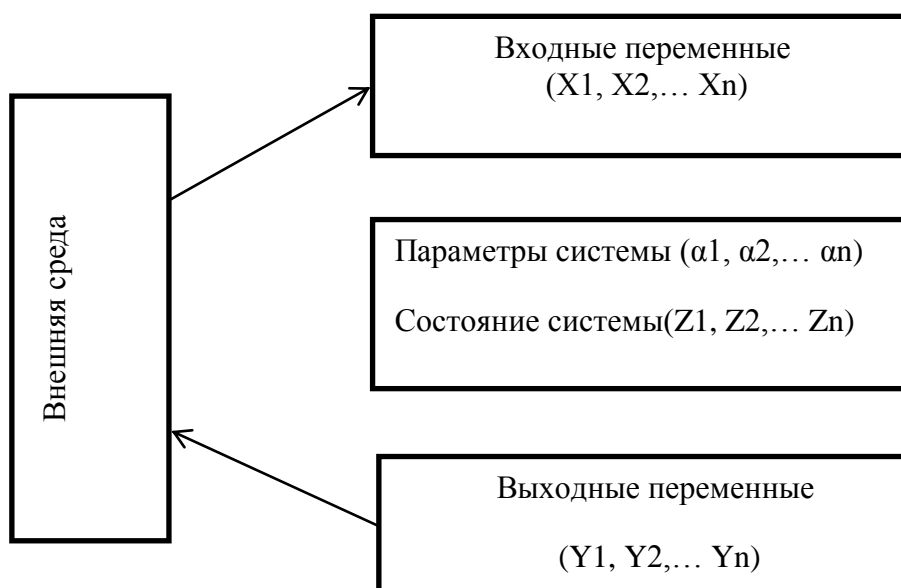 Входные переменные
(X1, X2,… Xn)
Внешняя среда
Параметры системы (α1, α2,… αn)
Состояние системы(Z1, Z2,… Zn)
Выходные переменные
(Y1, Y2,… Yn)